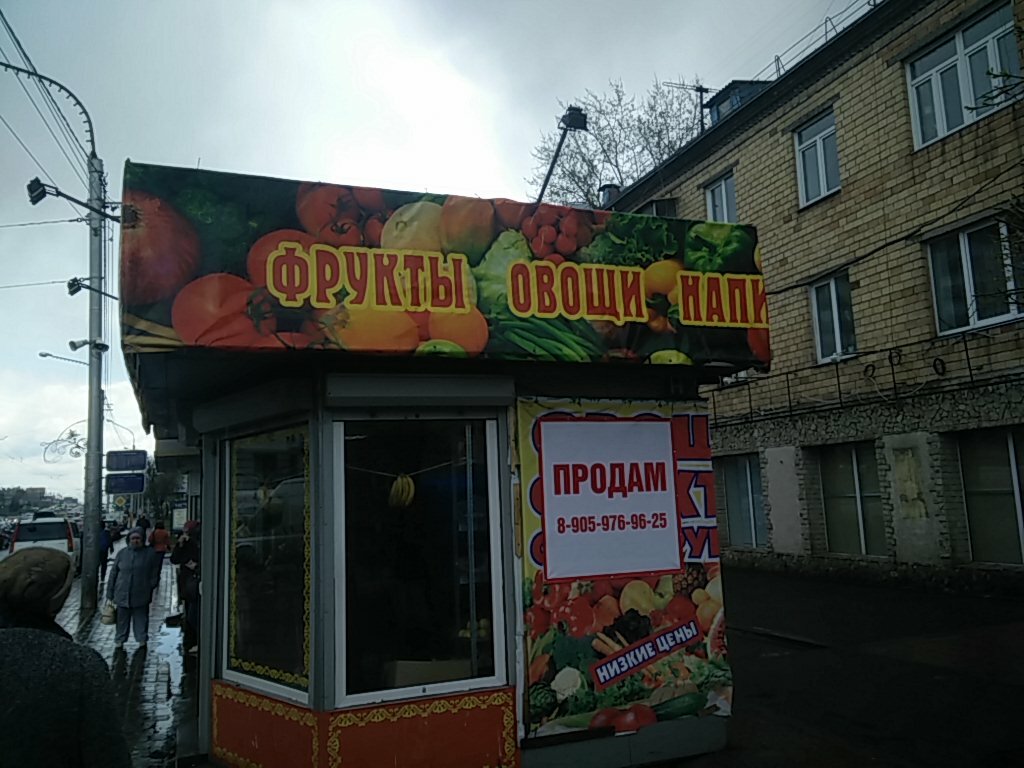 ФРУКТЫ ОВОЩИ НАПИ
ПРОДАМ
8-905-976-96-25
НИЗКИЕ ЦЕНЫ